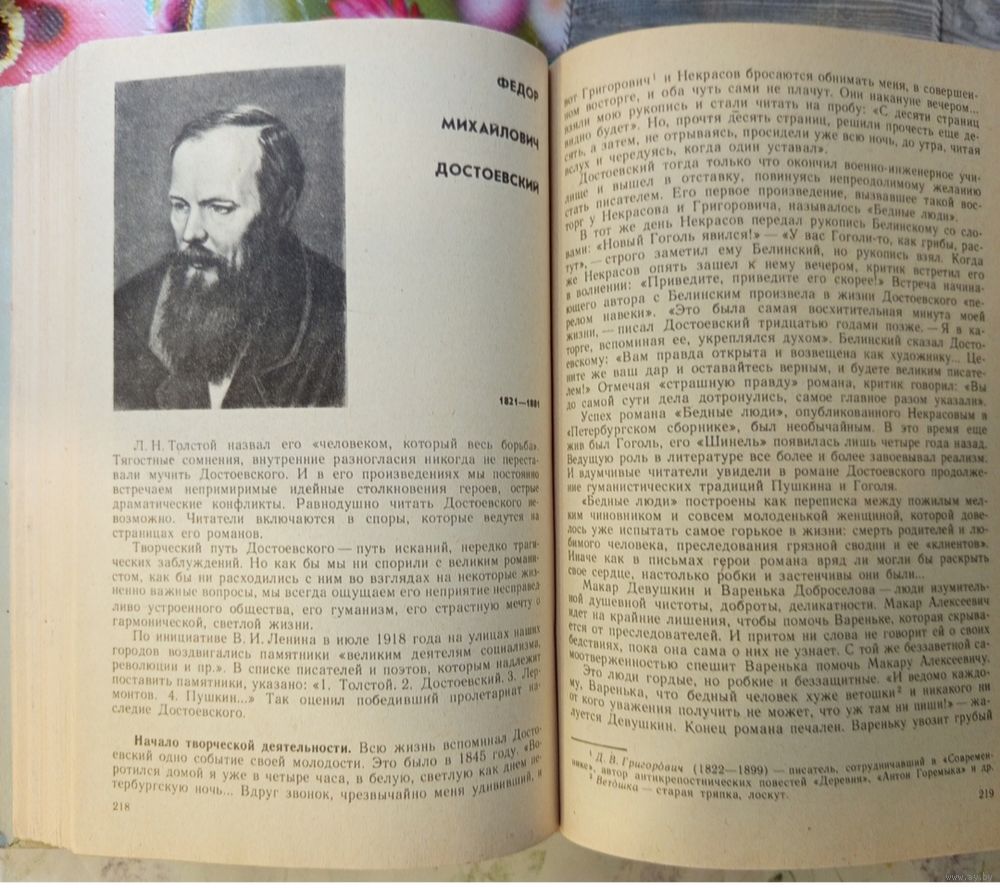 ФЕДОР
МИХАЙЛОВИЧ
ДОСТОЕВСКИЙ
1821—1881
Л. Н. Толстой назвал его «человеком, который весь борьба».
Тягостные сомнения, внутренние разногласия никогда не переста-
вали мучить Достоевского. И в его произведениях мы постоянно
встречаем непримиримые идейные столкновения героев, острые
драматические конфликты. Равнодушно читать Достоевского не-
возможно. Читатели включаются в споры, которые ведутся на
страницах его романов.
Творческий путь Достоевского — путь исканий, нередко траги-
ческих заблуждений. Но как бы мы ни спорили с великим романи-
стом, как бы ни расходились с ним во взглядах на некоторые жиз-
ненно важные вопросы, мы всегда ощущаем его неприятие несправед-
ливо устроенного общества, его гуманизм, его страстную мечту о
гармонической, светлой жизни.
По инициативе В. И. Ленина в июле 1918 года на улицах наших
городов воздвигались памятники «великим деятелям социализма,
революции и пр.». В списке писателей и поэтов, которым надлежит
поставить памятники, указано: «1. Толстой. 2. Достоевский. 3. Лер-
монтов. 4. Пушкин...» Так оценил победивший пролетариат на-
следие Достоевского.
Начало творческой деятельности. Всю жизнь вспоминал Досто-
евский одно событие своей молодости. Это было в 1845 году. «Во-
ротился домой я уже в четыре часа, в белую, светлую как днем пе-
тербургскую ночь... Вдруг звонок, чрезвычайно меня удививший, и
218
вот Григорович¹ и Некрасов бросаются обнимать меня, в совершен-
ном восторге, и оба чуть сами не плачут. Они накануне вечером...
взяли мою рукопись и стали читать на пробу: «С десяти страниц
видно будет». Но, прочтя десять страниц, решили прочесть еще де-
сять, а затем, не отрываясь, просидели уже всю ночь, до утра, читая
вслух и чередуясь, когда один уставал».
Достоевский тогда только что окончил военно-инженерное учи-
лище и вышел в отставку, повинуясь непреодолимому желанию
стать писателем. Его первое произведение, вызвавшее такой вос-
торг у Некрасова и Григоровича, называлось «Бедные люди».
В тот же день Некрасов передал рукопись Белинскому со сло-
вами: «Новый Гоголь явился!» — «У вас Гоголи-то, как грибы, рас-
тут», — строго заметил ему Белинский, но рукопись взял. Когда
же Некрасов опять зашел к нему вечером, критик встретил его
в волнении: «Приведите, приведите его скорее!» Встреча начина-
ющего автора с Белинским произвела в жизни Достоевского «пе-
релом навеки». «Это была самая восхитительная минута моей
жизни, — писал Достоевский тридцатью годами позже. — Я в ка-
торге, вспоминая ее, укреплялся духом». Белинский сказал Досто-
евскому: «Вам правда открыта и возвещена как художнику... Це-
ните же ваш дар и оставайтесь верным, и будете великим писате-
лем!» Отмечая «страшную правду» романа, критик говорил: «Вы
до самой сути дела дотронулись, самое главное разом указали».
Успех романа «Бедные люди», опубликованного Некрасовым в
«Петербургском сборнике», был необычайным. В это время еще
жив был Гоголь, его «Шинель» появилась лишь четыре года назад.
Ведущую роль в литературе все более и более завоевывал реализм.
И вдумчивые читатели увидели в романе Достоевского продолже-
ние гуманистических традиций Пушкина и Гоголя.
«Бедные люди» построены как переписка между пожилым мел-
ким чиновником и совсем молоденькой женщиной, которой дове-
лось уже испытать самое горькое в жизни: смерть родителей и лю-
бимого человека, преследования грязной сводни и ее «клиентов».
Иначе как в письмах герои романа вряд ли могли бы раскрыть
свое сердце, настолько робки и застенчивы они были...
Макар Девушкин и Варенька Доброселова — люди изумитель-
ной душевной чистоты, доброты, деликатности. Макар Алексеевич
идет на крайние лишения, чтобы помочь Вареньке, которая скрыва-
ется от преследователей. И притом ни слова не говорит ей о своих
бедствиях, пока она сама о них не узнает. С той же беззаветной са-
моотверженностью спешит Варенька помочь Макару Алексеевичу.
Это люди гордые, но робкие и беззащитные. «И ведомо каждо-
му, Варенька, что бедный человек хуже ветошки² и никакого ни
от кого уважения получить не может, что уж там ни пиши!» — жа-
луется Девушкин. Конец романа печален. Вареньку увозит грубый
¹ Д. В. Григорович (1822—1899) — писатель, сотрудничавший в «Современ-
нике», автор антикрепостнических повестей «Деревня», «Антон Горемыка» и др.
² Ветошка — старая тряпка, лоскут.
219
www.ay.by